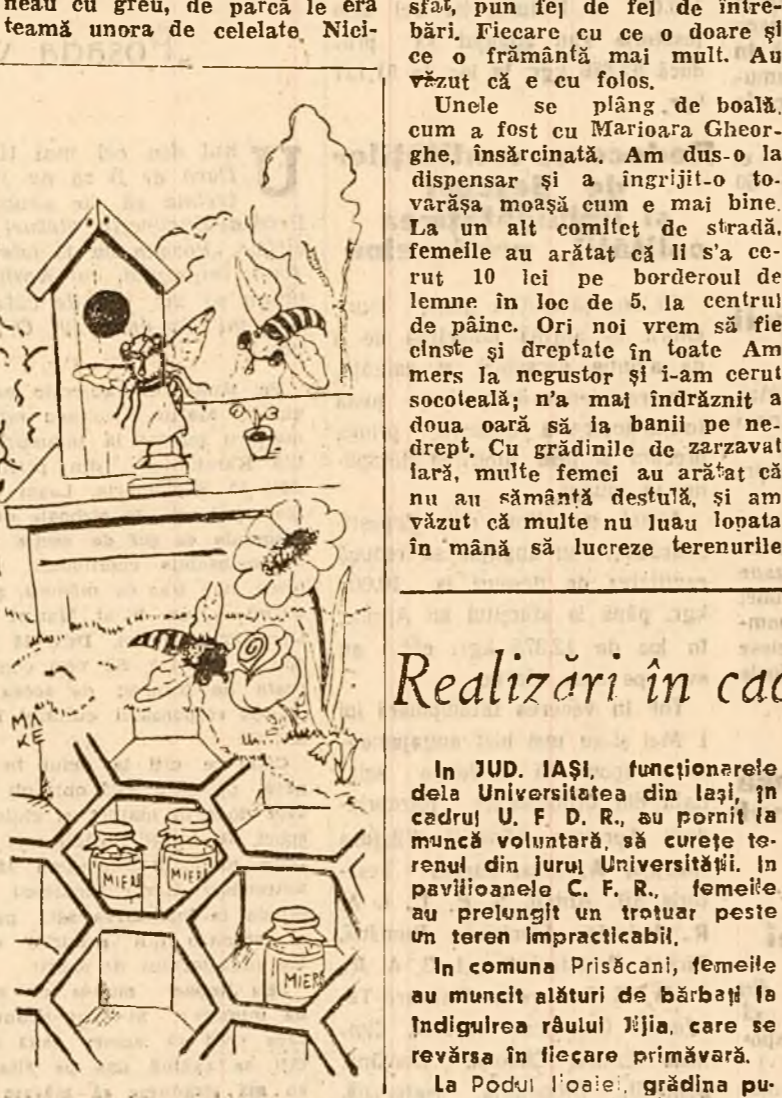 neau cu greu, de parcă le era
teamă unora de celelate. Nici-
MA
KE
MIERE
MIERE
MIERE
sfat, pun fej de fel de între-
bări. Fiecare cu ce o doare și
ce o frământă mai mult. Au
văzut că e cu folos.
Unele se plâng de boală,
cum a fost cu Marioara Gheor-
ghe, însărcinată. Am dus-o la
dispensar și a îngrijit-o to-
varășa moașă cum e mai bine.
La un alt comitet de stradă,
femeile au arătat că li s'a ce-
rut 10 lei pe borderoul de
lemne în loc de 5, la centrul
de pâine. Ori noi vrem să fie
cinste și dreptate în toate Am
mers la negustor și i-am cerut
socoteală; n'a mai îndrăznit a
doua oară să ia banii pe ne-
drept. Cu grădinile de zarzavat
iară, multe femei au arătat că
nu au sămânță destulă, și am
văzut că multe nu luau lopata
în mână să lucreze terenurile
Realizări în cad
In JUD. IAȘI, funcționarele
dela Universitatea din Iași, în
cadrul U. F. D. R., au pornit la
muncă voluntară, să curețe te-
renul din jurul Universității. In
pavilioanele C. F. R., femeile
au prelungit un trotuar peste
un teren impracticabil.
In comuna Prisăcani, femeile
au muncit alături de bărbați la
îndiguirea râului Jijia, care se
revărsa în fiecare primăvară.
La Podul Iloaiei, grădina pu-